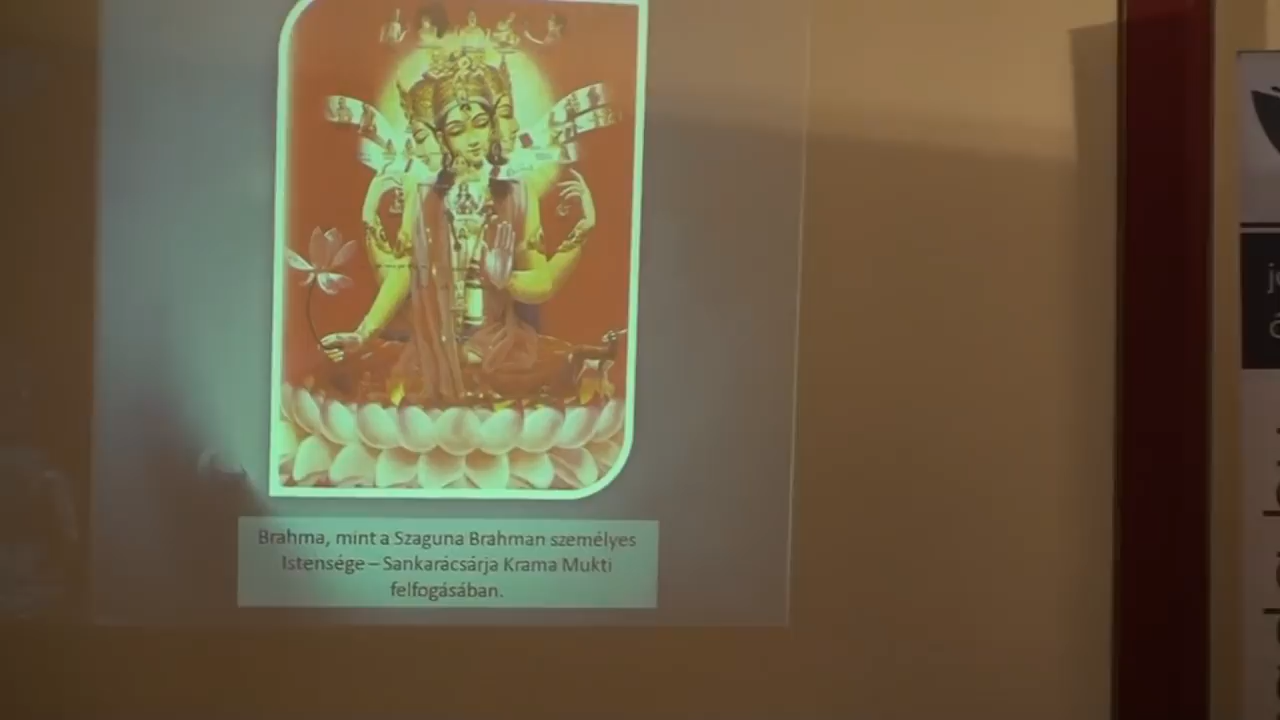 Brahma, mint a Szaguna Brahman személyes
Istensége – Sankarácsárja Krama Mukti
felfogásában.